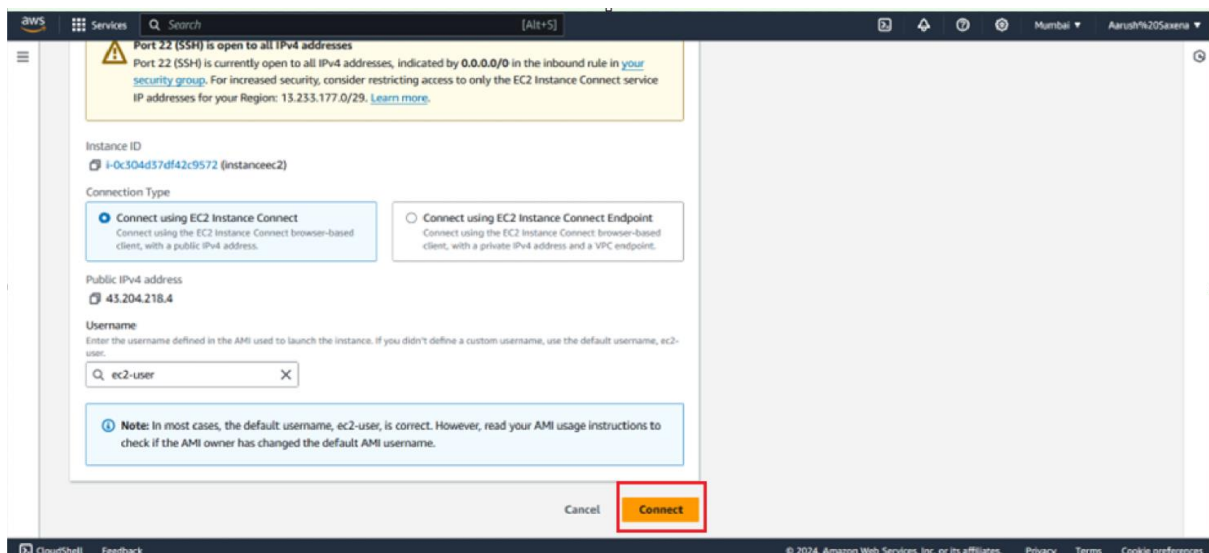 aws
Services
Search
[Alt+S]
Mumbai
Aarush%20Saxena
Port 22 (SSH) is open to all IPv4 addresses
Port 22 (SSH) is currently open to all IPv4 addresses, indicated by 0.0.0.0/0 in the inbound rule in your
security group. For increased security, consider restricting access to only the EC2 Instance Connect service
IP addresses for your Region: 13.233.177.0/29. Learn more.
Instance ID
i-0c304d37df42c9572 (instanceec2)
Connection Type
Connect using EC2 Instance Connect
Connect using the EC2 Instance Connect browser-based
client, with a public IPv4 address.
Connect using EC2 Instance Connect Endpoint
Connect using the EC2 Instance Connect browser-based
client, with a private IPv4 address and a VPC endpoint.
Public IPv4 address
43.204.218.4
Username
Enter the username defined in the AMI used to launch the instance. If you didn't define a custom username, use the default username, ec2-
user.
ec2-user
Note: In most cases, the default username, ec2-user, is correct. However, read your AMI usage instructions to
check if the AMI owner has changed the default AMI username.
Cancel
Connect
CloudShell
Feedback
© 2024, Amazon Web Services, Inc. or its affiliates.
Privacy
Terms
Cookie preferences